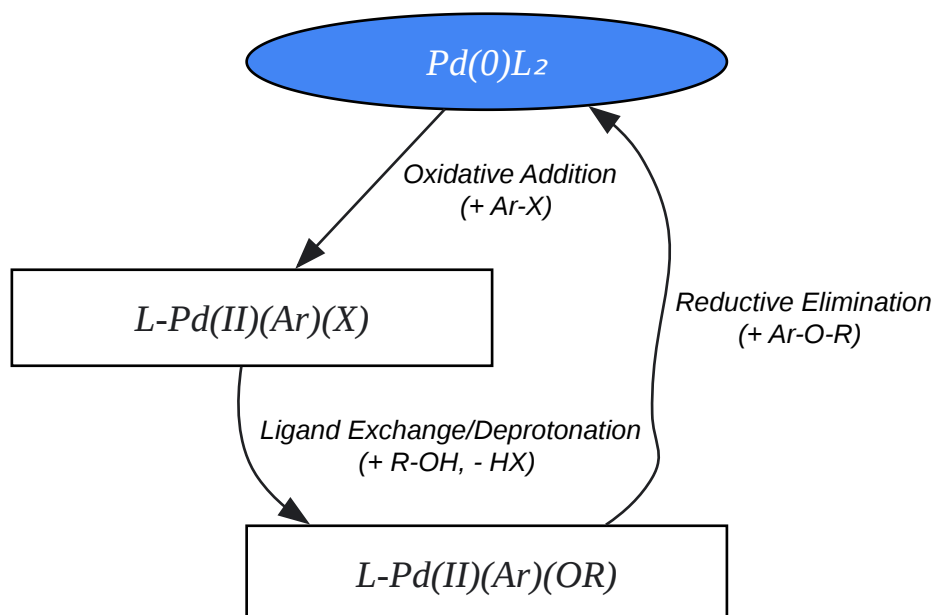 Pd(0)L₂
Oxidative Addition
(+ Ar-X)
L-Pd(II)(Ar)(X)
Reductive Elimination
(+ Ar-O-R)
Ligand Exchange/Deprotonation
(+ R-OH, - HX)
L-Pd(II)(Ar)(OR)